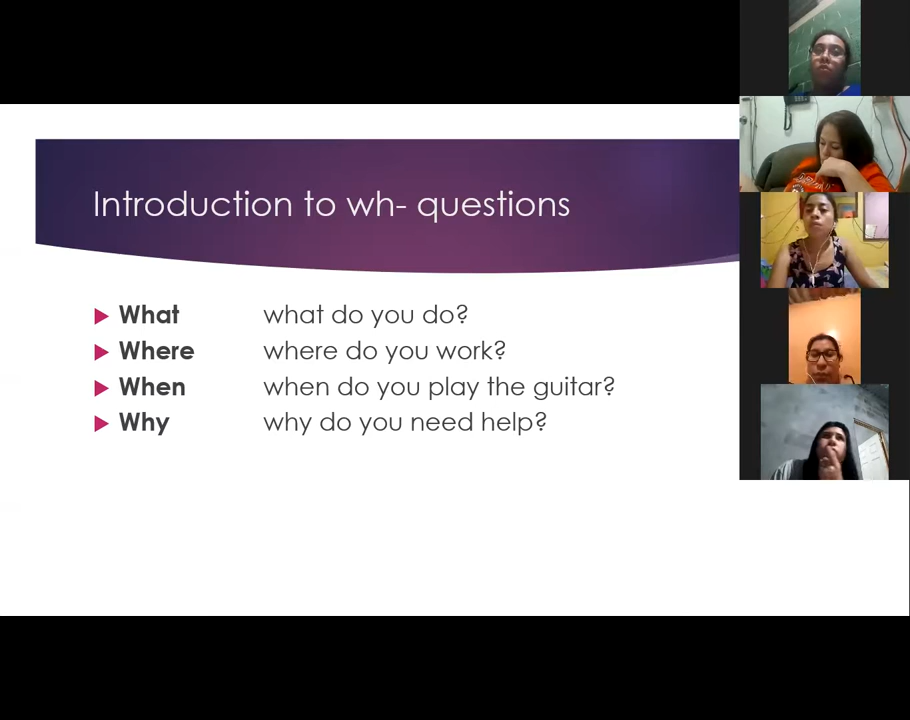 Introduction to wh- questions
What what do you do?
Where where do you work?
When when do you play the guitar?
Why why do you need help?